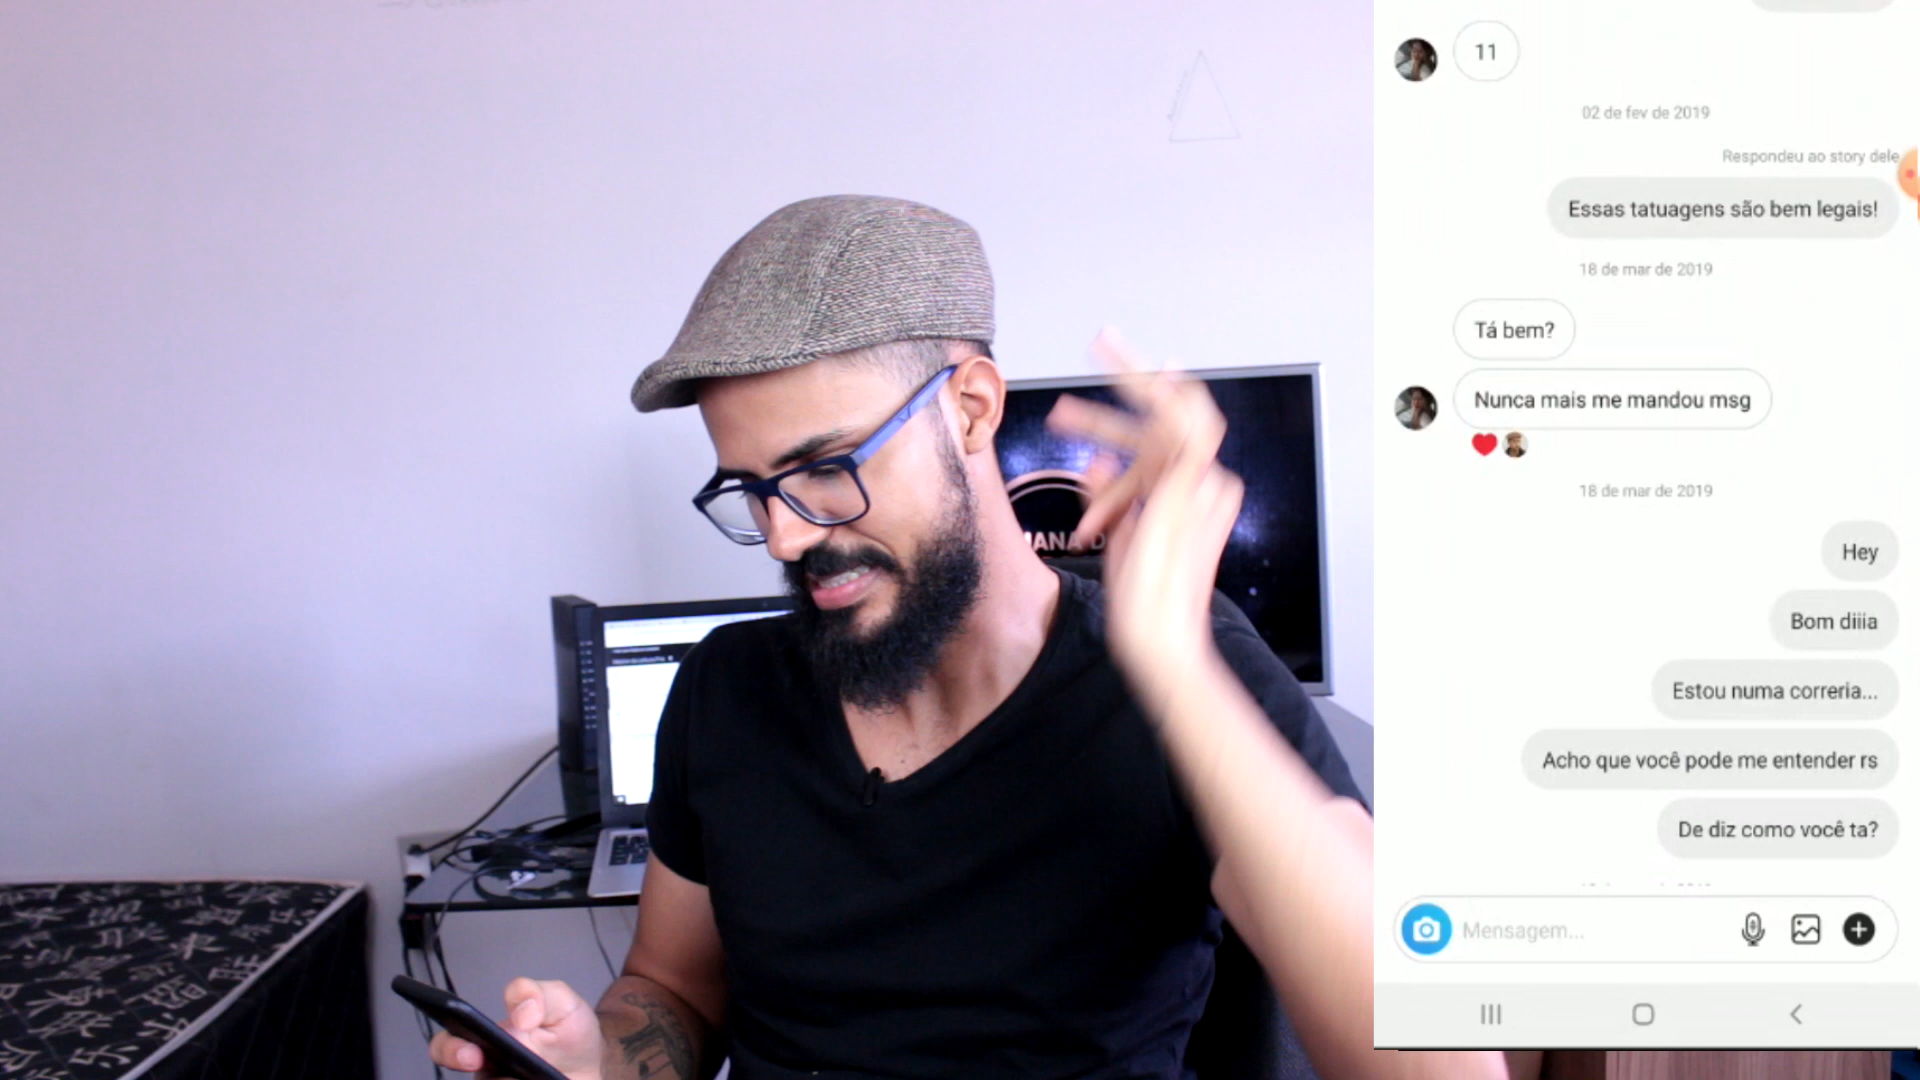 11
02 de fev de 2019
Respondeu ao story dele
Essas tatuagens são bem legais!
18 de mar de 2019
Tá bem?
Nunca mais me mandou msg
18 de mar de 2019
Hey
Bom diiia
Estou numa correria...
Acho que você pode me entender rs
De diz como você ta?
Mensagem...